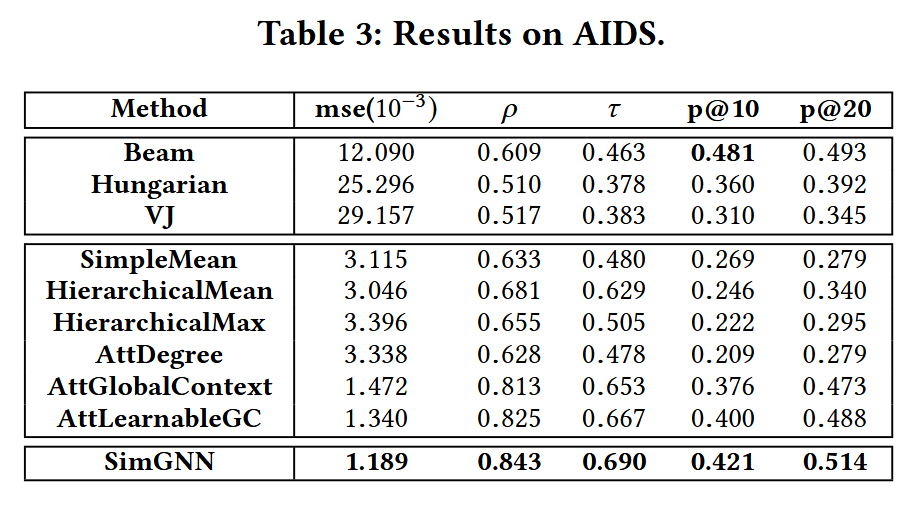 Table 3: Results on AIDS.
Method mse(10⁻³) ρ τ p@10 p@20
Beam 12.090 0.609 0.463 0.481 0.493
Hungarian 25.296 0.510 0.378 0.360 0.392
VJ 29.157 0.517 0.383 0.310 0.345
SimpleMean 3.115 0.633 0.480 0.269 0.279
HierarchicalMean 3.046 0.681 0.629 0.246 0.340
HierarchicalMax 3.396 0.655 0.505 0.222 0.295
AttDegree 3.338 0.628 0.478 0.209 0.279
AttGlobalContext 1.472 0.813 0.653 0.376 0.473
AttLearnableGC 1.340 0.825 0.667 0.400 0.488
SimGNN 1.189 0.843 0.690 0.421 0.514